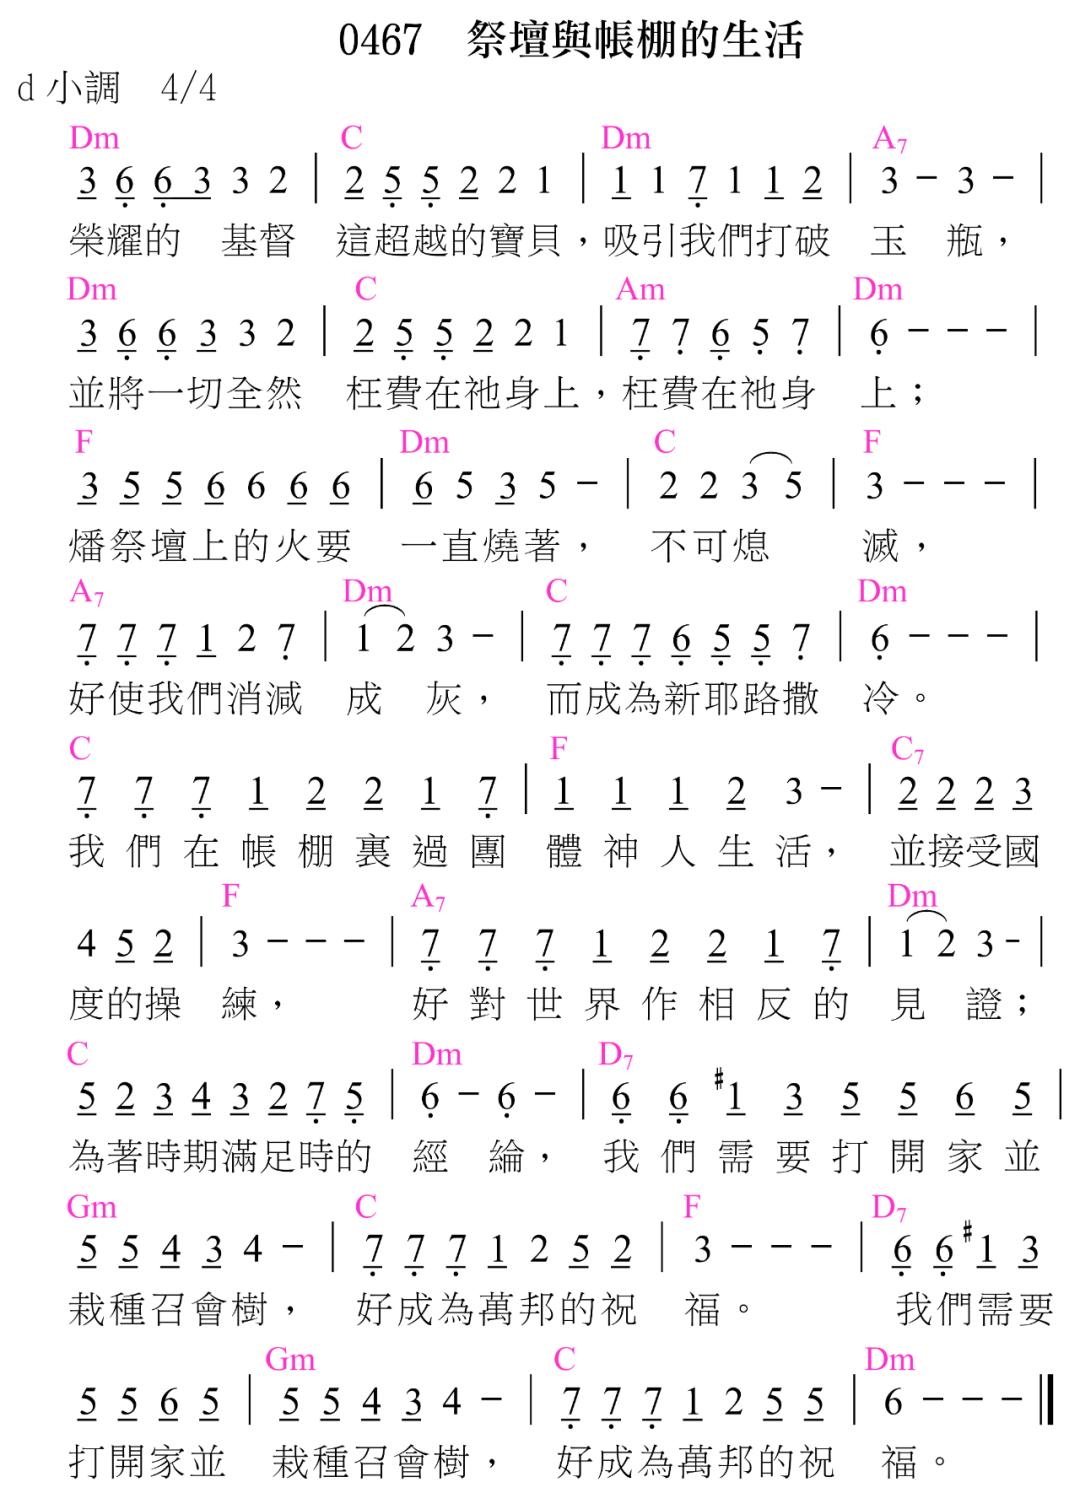 0467 祭壇與帳棚的生活
d 小調 4/4
Dm C Dm A7
3 6 6 3 3 2 | 2 5 5 2 2 1 | 1 1 7 1 1 2 | 3 － 3 － |
榮耀的 基督 這超越的寶貝，吸引我們打破 玉 瓶，
Dm C Am Dm
3 6 6 3 3 2 | 2 5 5 2 2 1 | 7 7 6 5 7 | 6 － － － |
並將一切全然 枉費在祂身上，枉費在祂身 上；
F Dm C F
3 5 5 6 6 6 6 | 6 5 3 5 － | 2 2 3 5 | 3 － － － |
燔祭壇上的火要 一直燒著， 不可熄 滅，
A7 Dm C Dm
7 7 7 1 2 7 | 1 2 3 － | 7 7 7 6 5 5 7 | 6 － － － |
好使我們消減 成 灰， 而成為新耶路撒 冷。
C F C7
7 7 7 1 2 2 1 7 | 1 1 1 2 3 － | 2 2 2 3
我們在帳棚裏過團 體神人生活， 並接受國
F A7 Dm
4 5 2 | 3 － － － | 7 7 7 1 2 2 1 7 | 1 2 3 - |
度的操 練， 好對世界作相反的 見 證；
C Dm D7
5 2 3 4 3 2 7 5 | 6 － 6 － | 6 6 #1 3 5 5 6 5 |
為著時期滿足時的 經 綸， 我們需要打開家並
Gm C F D7
5 5 4 3 4 － | 7 7 7 1 2 5 2 | 3 － － － | 6 6 #1 3
栽種召會樹， 好成為萬邦的祝 福。 我們需要
Gm C Dm
5 5 6 5 | 5 5 4 3 4 － | 7 7 7 1 2 5 5 | 6 － － － ‖
打開家並 栽種召會樹， 好成為萬邦的祝 福。